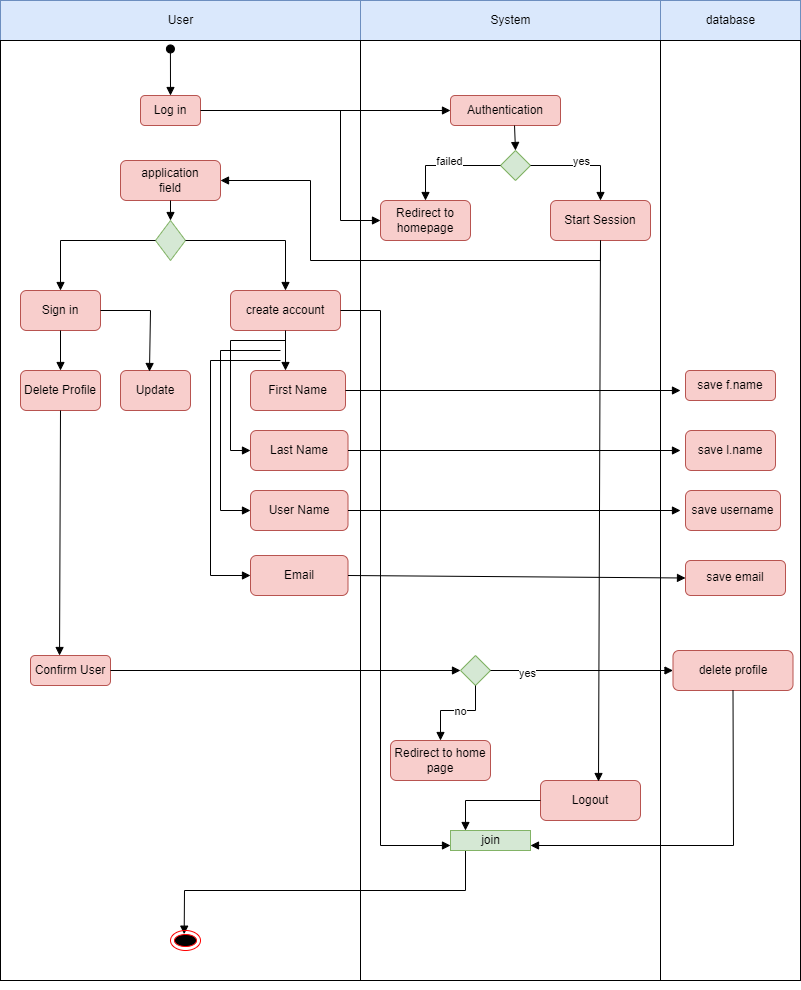 User
System
database
Log in
Authentication
failed
yes
application
field
Redirect to
homepage
Start Session
Sign in
create account
Delete Profile
Update
First Name
save f.name
Last Name
save l.name
User Name
save username
Email
save email
Confirm User
yes
delete profile
no
Redirect to home
page
Logout
join